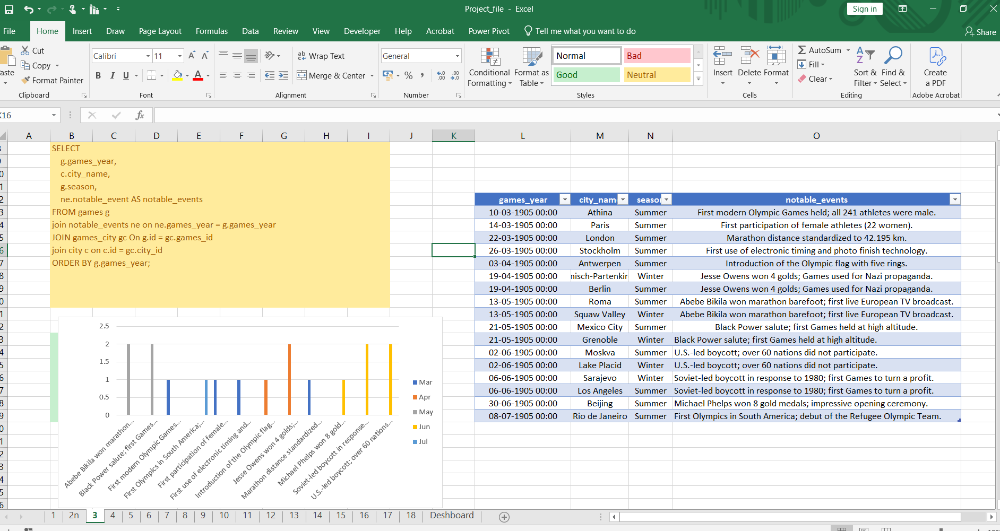 Project_file - Excel
Sign in
File Home Insert Draw Page Layout Formulas Data Review View Developer Help Acrobat Power Pivot Tell me what you want to do Share
Cut
Copy
Format Painter
Clipboard
Calibri 11
B I U
Font
Wrap Text
Merge & Center
Alignment
General
% ,
Number
Conditional Formatting
Format as Table
Normal Bad
Good Neutral
Styles
Insert Delete Format
Cells
AutoSum
Fill
Clear
Sort & Filter
Find & Select
Editing
Create a PDF
Adobe Acrobat
fx
A B C D E F G H I J K L M N O
SELECT
g.games_year,
c.city_name,
g.season,
ne.notable_event AS notable_events
FROM games g
join notable_events ne on ne.games_year = g.games_year
JOIN games_city gc On g.id = gc.games_id
join city c on c.id = gc.city_id
ORDER BY g.games_year;
games_year city_nam seaso notable_events
10-03-1905 00:00 Athina Summer First modern Olympic Games held; all 241 athletes were male.
14-03-1905 00:00 Paris Summer First participation of female athletes (22 women).
22-03-1905 00:00 London Summer Marathon distance standardized to 42.195 km.
26-03-1905 00:00 Stockholm Summer First use of electronic timing and photo finish technology.
03-04-1905 00:00 Antwerpen Summer Introduction of the Olympic flag with five rings.
19-04-1905 00:00 misch-Partenkir Winter Jesse Owens won 4 golds; Games used for Nazi propaganda.
19-04-1905 00:00 Berlin Summer Jesse Owens won 4 golds; Games used for Nazi propaganda.
13-05-1905 00:00 Roma Summer Abebe Bikila won marathon barefoot; first live European TV broadcast.
13-05-1905 00:00 Squaw Valley Winter Abebe Bikila won marathon barefoot; first live European TV broadcast.
21-05-1905 00:00 Mexico City Summer Black Power salute; first Games held at high altitude.
21-05-1905 00:00 Grenoble Winter Black Power salute; first Games held at high altitude.
02-06-1905 00:00 Moskva Summer U.S.-led boycott; over 60 nations did not participate.
02-06-1905 00:00 Lake Placid Winter U.S.-led boycott; over 60 nations did not participate.
06-06-1905 00:00 Sarajevo Winter Soviet-led boycott in response to 1980; first Games to turn a profit.
06-06-1905 00:00 Los Angeles Summer Soviet-led boycott in response to 1980; first Games to turn a profit.
30-06-1905 00:00 Beijing Summer Michael Phelps won 8 gold medals; impressive opening ceremony.
08-07-1905 00:00 Rio de Janeiro Summer First Olympics in South America; debut of the Refugee Olympic Team.
2.5
2
1.5
1
0.5
0
Mar
Apr
May
Jun
Jul
Abebe Bikila won marathon...
Black Power salute; first Games...
First modern Olympic Games...
First Olympics in South America;...
First participation of female...
First use of electronic timing and...
Introduction of the Olympic flag...
Jesse Owens won 4 golds;...
Marathon distance standardized...
Michael Phelps won 8 gold...
Soviet-led boycott in response...
U.S.-led boycott; over 60 nations...
1 2n 3 4 5 6 7 8 9 10 11 12 13 14 15 16 17 18 Deshboard